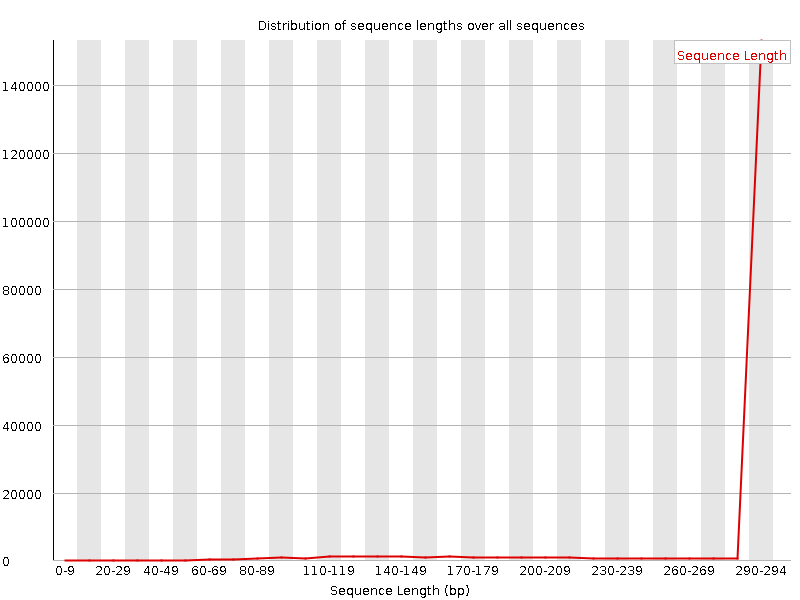 Distribution of sequence lengths over all sequences
Sequence Length
140000
120000
100000
80000
60000
40000
20000
0
0-9 20-29 40-49 60-69 80-89 110-119 140-149 170-179 200-209 230-239 260-269 290-294
Sequence Length (bp)